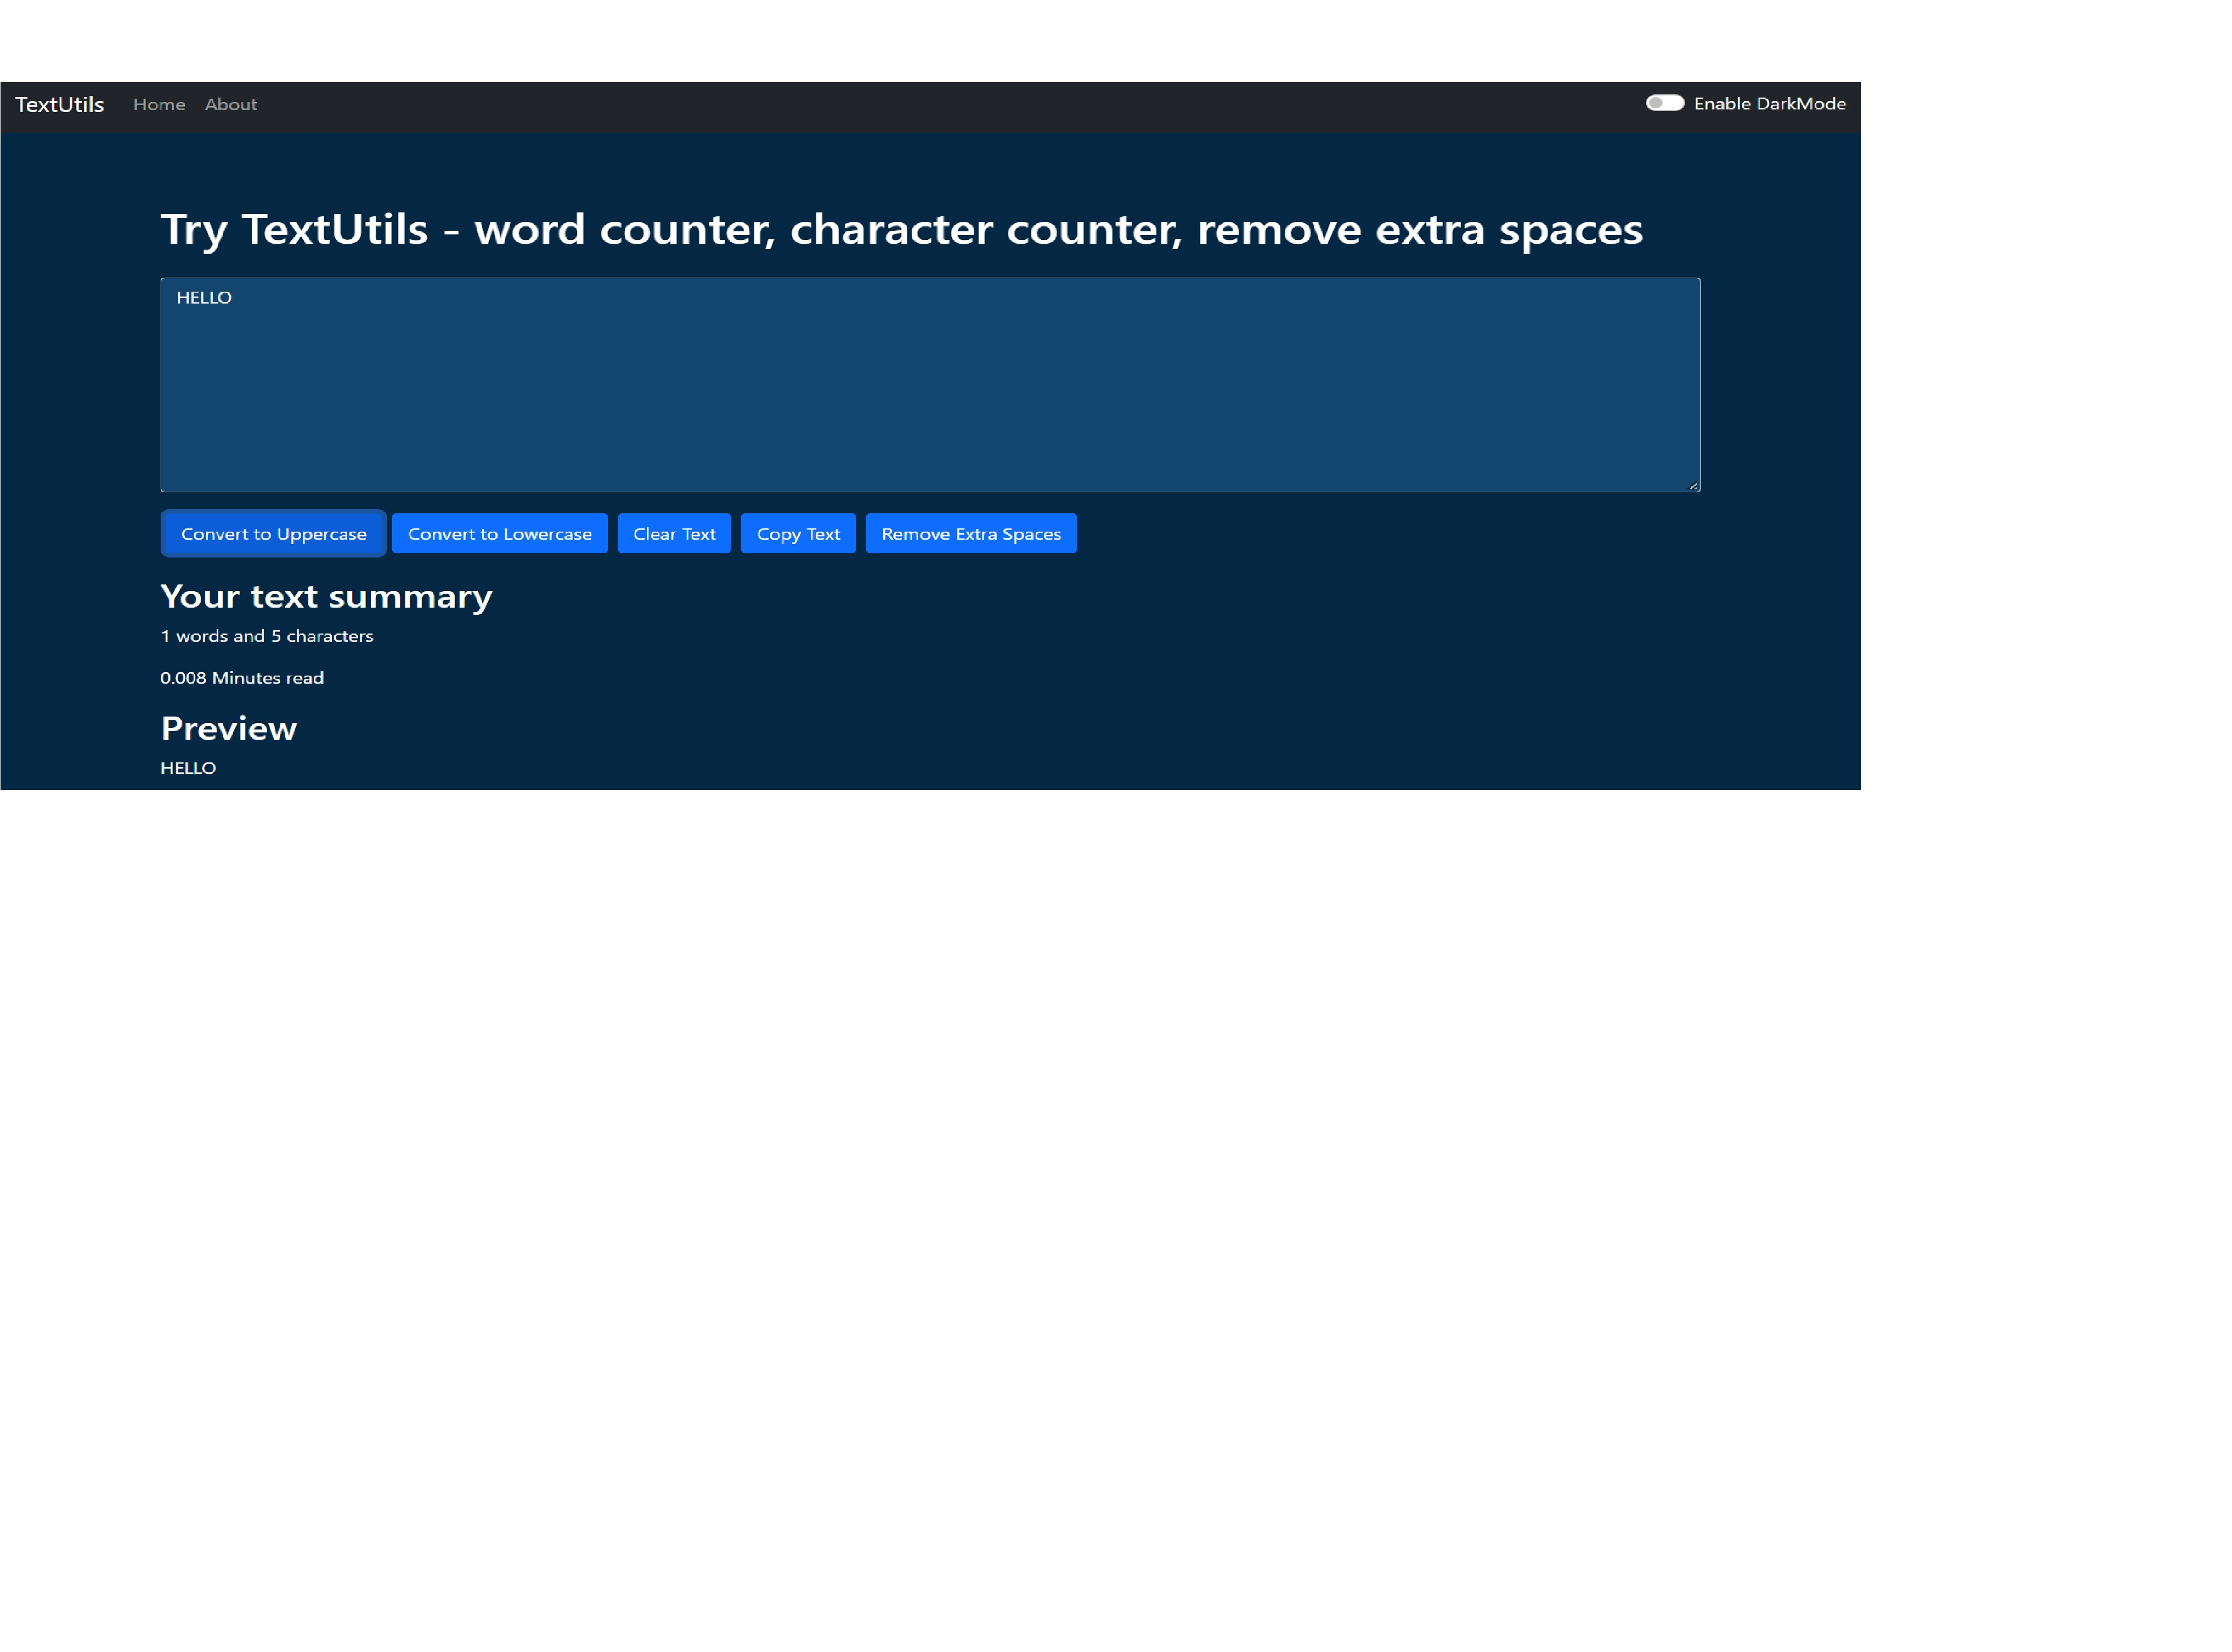 TextUtils Home About Enable DarkMode
Try TextUtils - word counter, character counter, remove extra spaces
HELLO
Convert to Uppercase Convert to Lowercase Clear Text Copy Text Remove Extra Spaces
Your text summary
1 words and 5 characters
0.008 Minutes read
Preview
HELLO